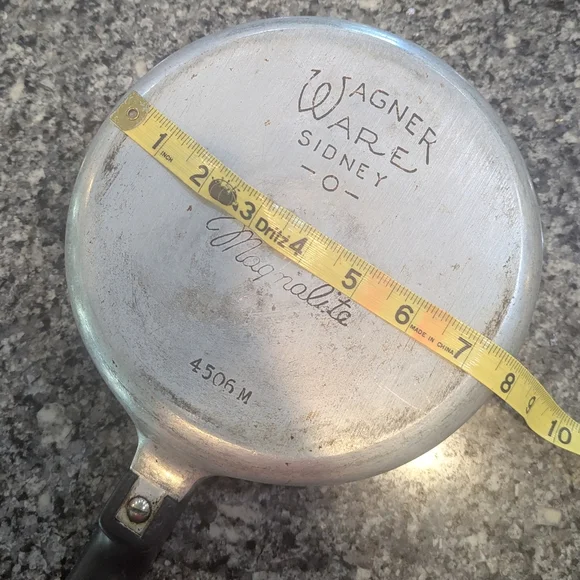 WAGNER
WARE
SIDNEY
-O-
1 INCH 2 3 Dritz 4 5 6 MADE IN CHINA 7 8 9 10
Magnalite
4506 M